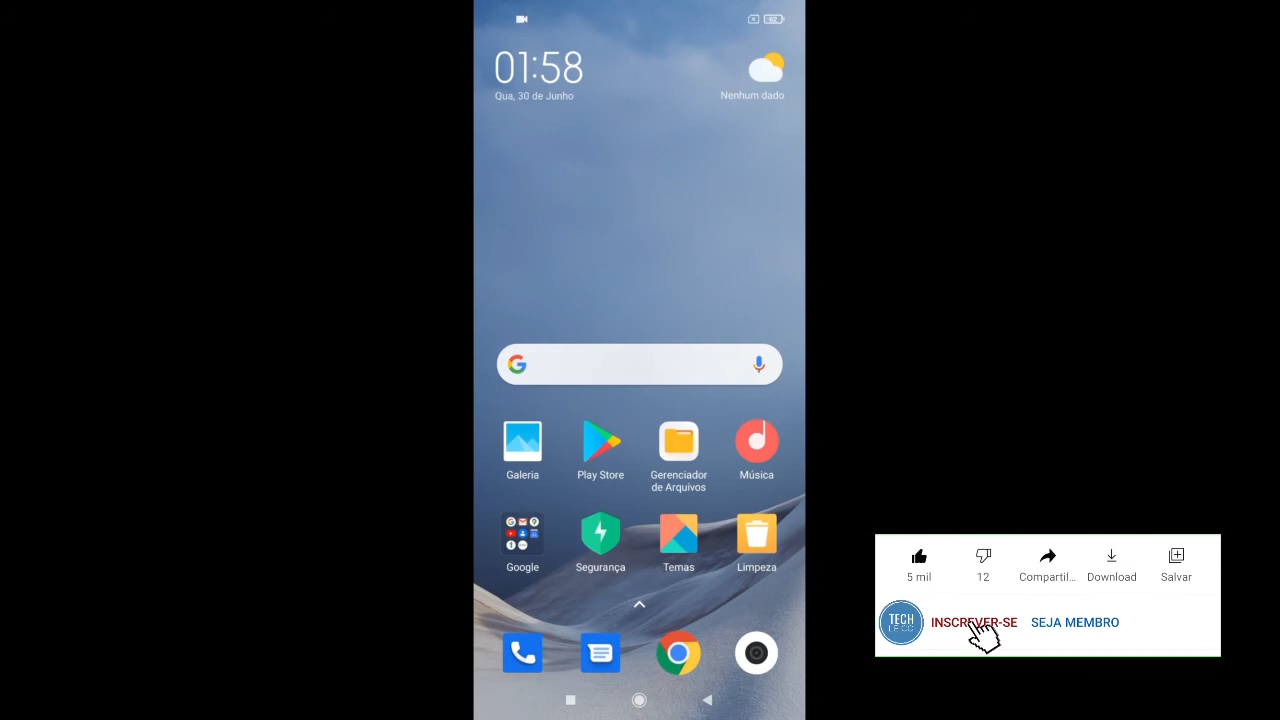 62
01:58
Qua, 30 de Junho
Nenhum dado
Galeria
Play Store
Gerenciador
de Arquivos
Música
Google
Segurança
Temas
Limpeza
5 mil
12
Compartil...
Download
Salvar
TECH
INSCREVER-SE
SEJA MEMBRO